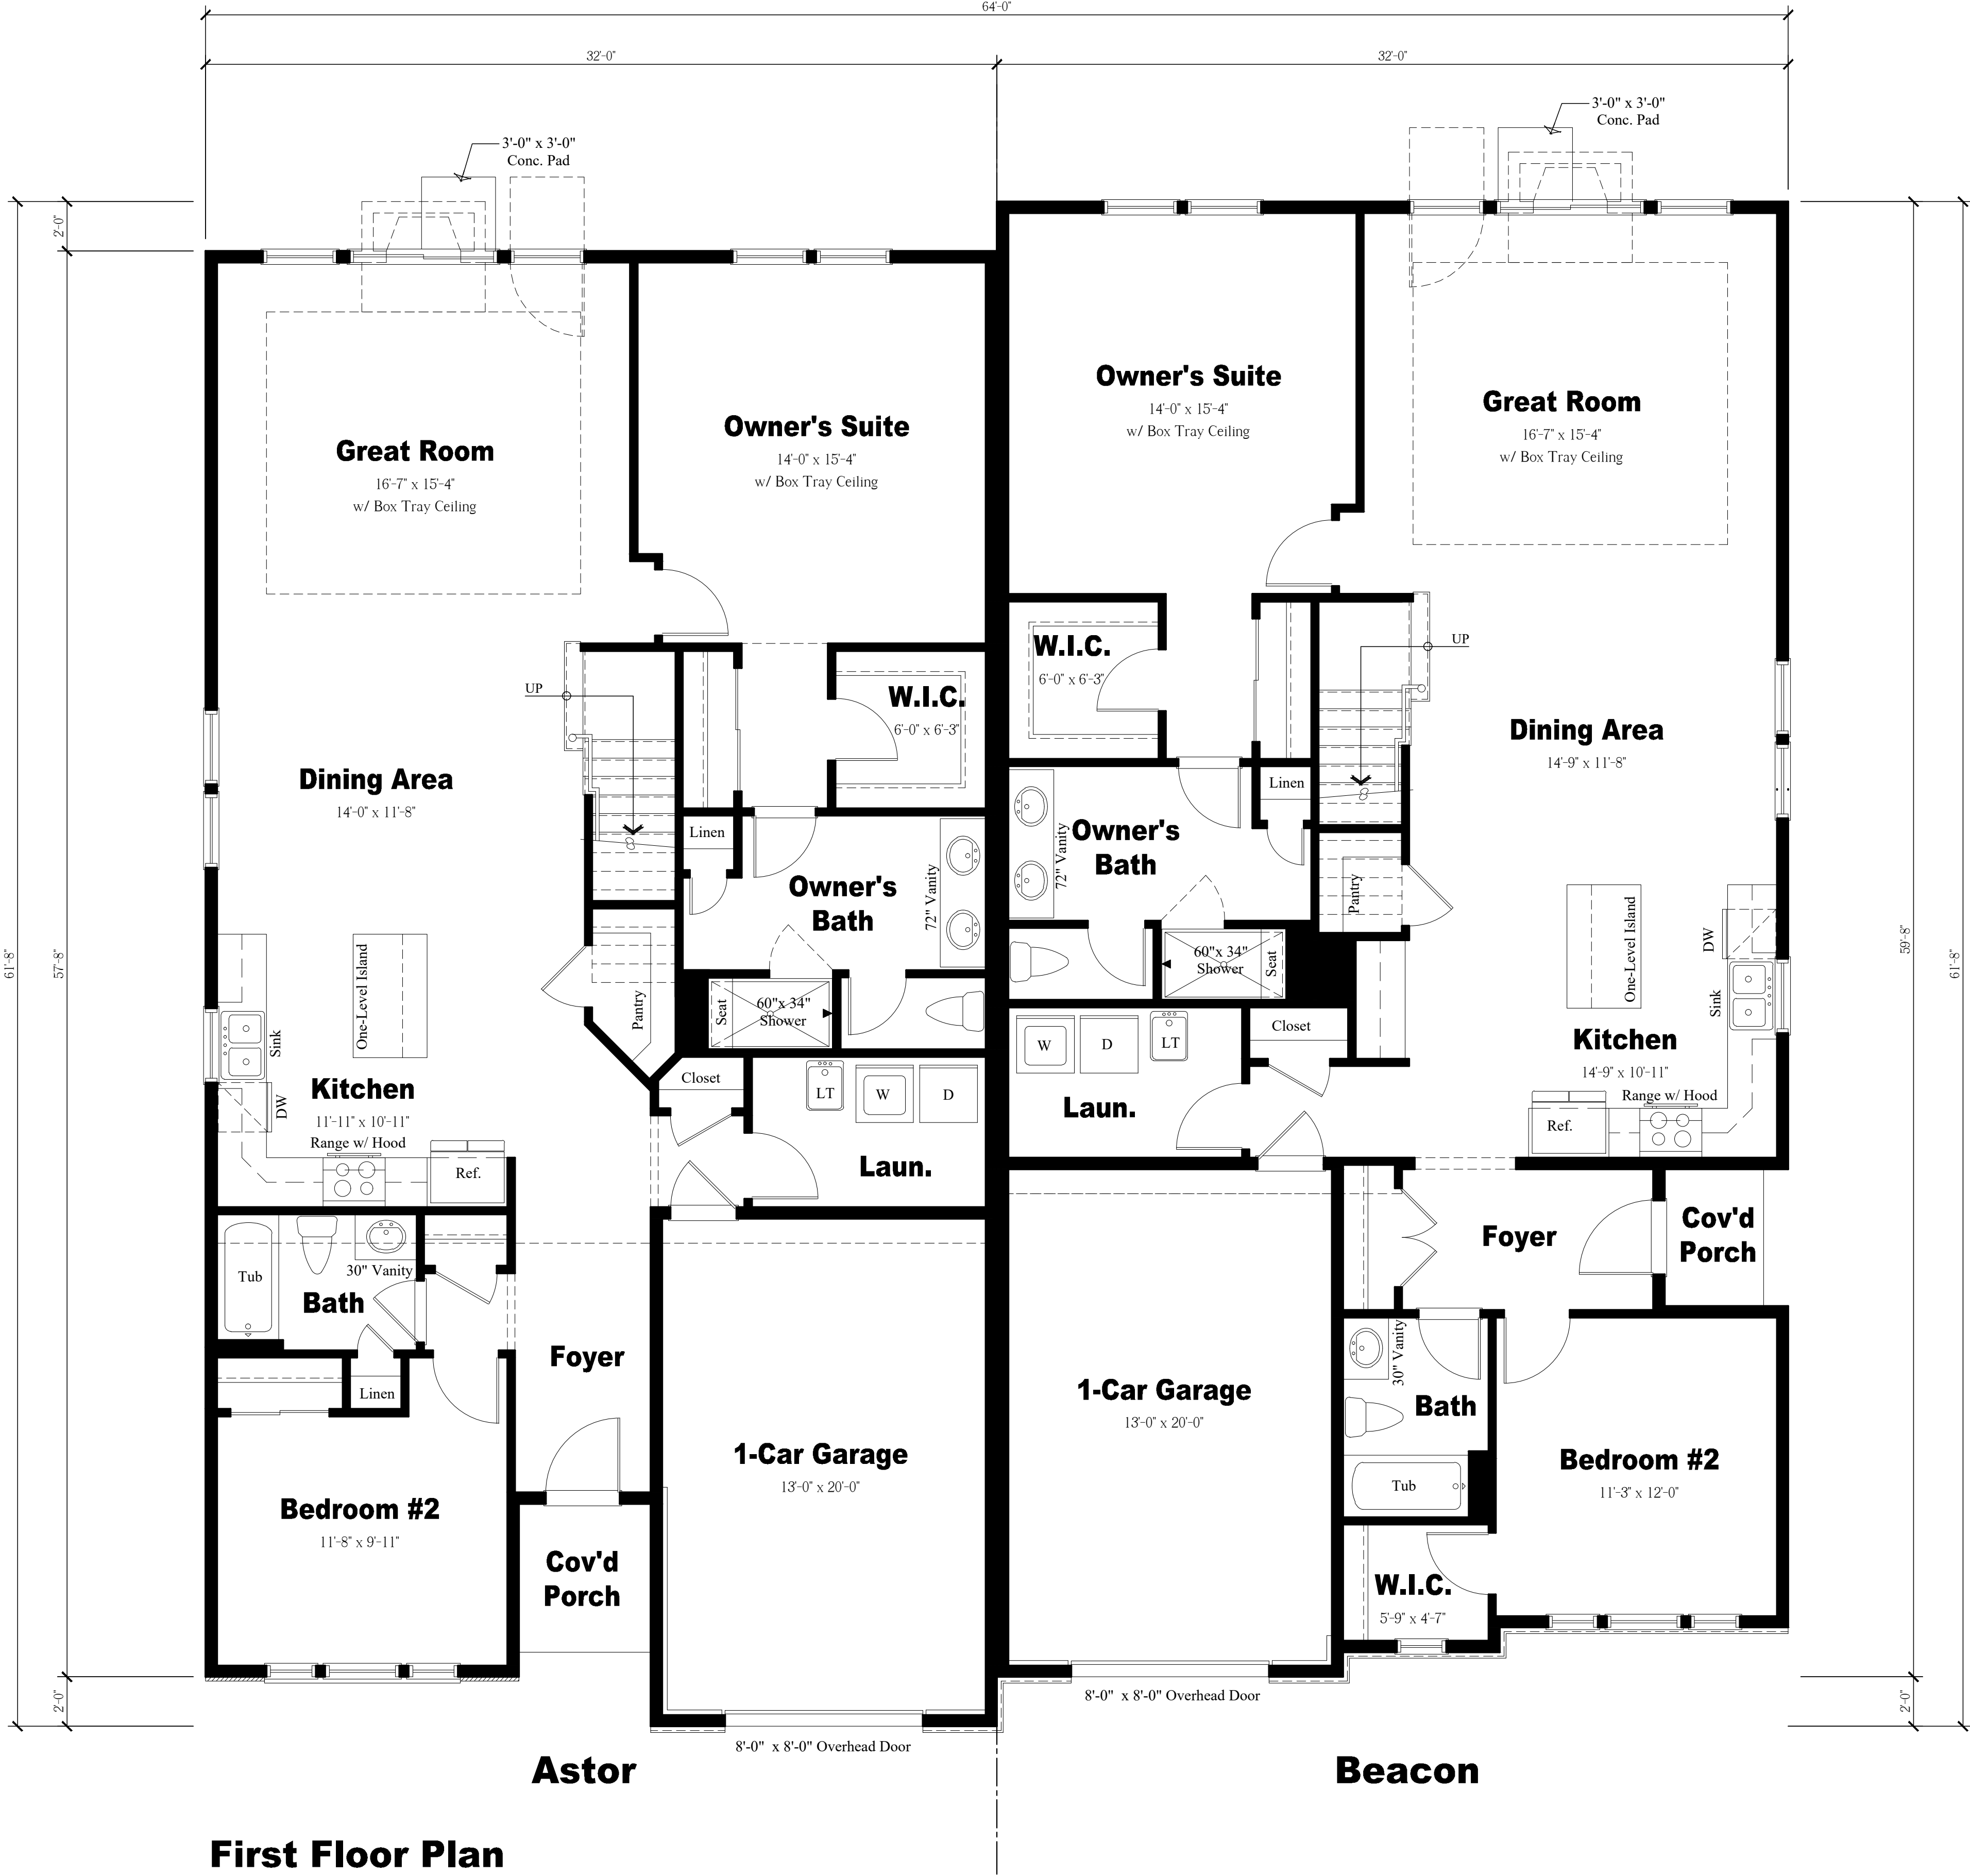 64'-0"
32'-0"
32'-0"
3'-0" x 3'-0"
Conc. Pad
3'-0" x 3'-0"
Conc. Pad
2'-0"
61'-8"
57'-8"
2'-0"
Great Room
16'-7" x 15'-4"
w/ Box Tray Ceiling
Owner's Suite
14'-0" x 15'-4"
w/ Box Tray Ceiling
UP
W.I.C.
6'-0" x 6'-3"
Dining Area
14'-0" x 11'-8"
Linen
Owner's
Bath
72" Vanity
One-Level Island
Sink
DW
Pantry
Seat
60"x 34"
Shower
Kitchen
11'-11" x 10'-11"
Range w/ Hood
Ref.
Closet
LT
W
D
Laun.
Tub
30" Vanity
Bath
Linen
Foyer
Bedroom #2
11'-8" x 9'-11"
Cov'd
Porch
1-Car Garage
13'-0" x 20'-0"
8'-0" x 8'-0" Overhead Door
Astor
Owner's Suite
14'-0" x 15'-4"
w/ Box Tray Ceiling
Great Room
16'-7" x 15'-4"
w/ Box Tray Ceiling
W.I.C.
6'-0" x 6'-3"
UP
Dining Area
14'-9" x 11'-8"
72" Vanity
Owner's
Bath
Linen
Pantry
One-Level Island
DW
Sink
60"x 34"
Shower
Seat
W
D
LT
Closet
Laun.
Kitchen
14'-9" x 10'-11"
Range w/ Hood
Ref.
Foyer
Cov'd
Porch
30" Vanity
Bath
Tub
1-Car Garage
13'-0" x 20'-0"
Bedroom #2
11'-3" x 12'-0"
W.I.C.
5'-9" x 4'-7"
8'-0" x 8'-0" Overhead Door
59'-8"
61'-8"
2'-0"
Beacon
First Floor Plan